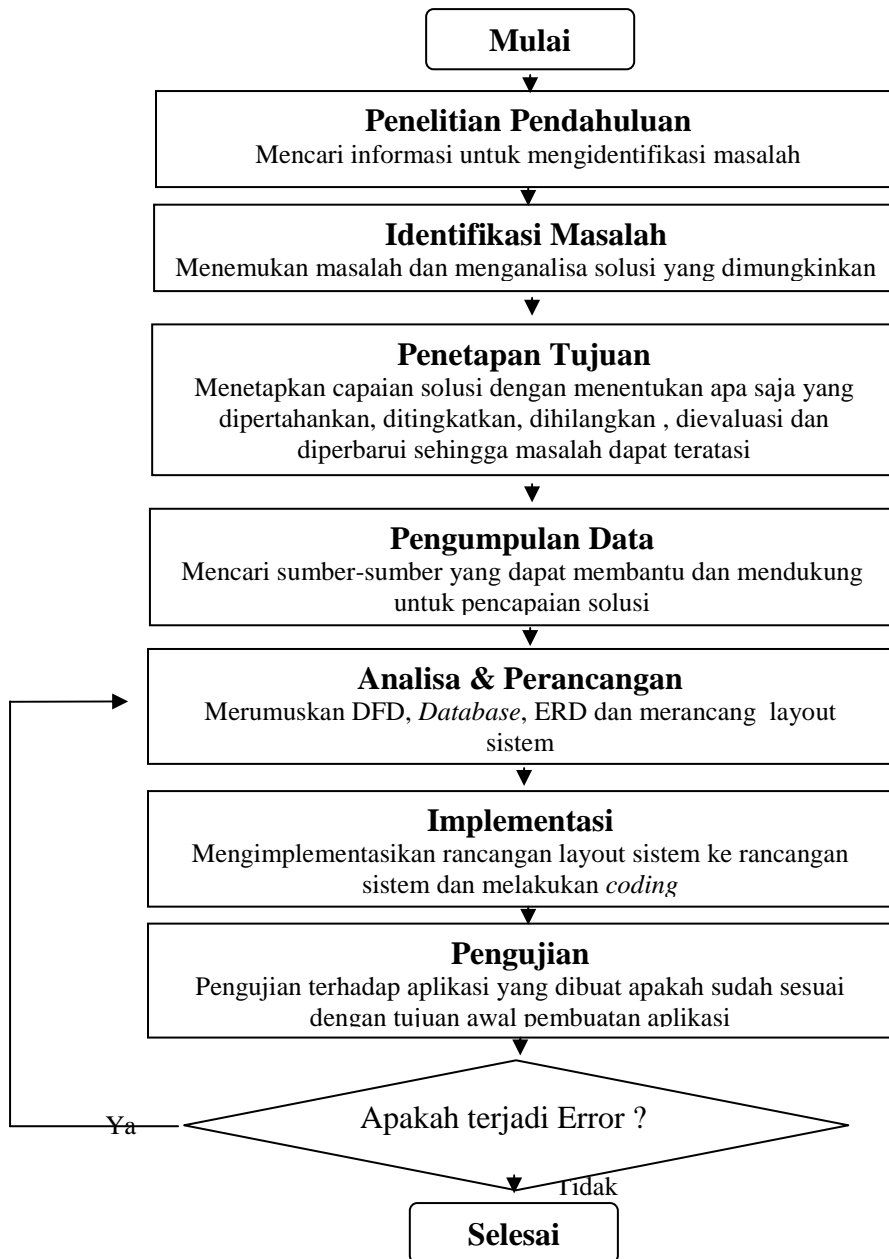 Mulai
Penelitian Pendahuluan
Mencari informasi untuk mengidentifikasi masalah
Identifikasi Masalah
Menemukan masalah dan menganalisa solusi yang dimungkinkan
Penetapan Tujuan
Menetapkan capaian solusi dengan menentukan apa saja yang
dipertahankan, ditingkatkan, dihilangkan , dievaluasi dan
diperbarui sehingga masalah dapat teratasi
Pengumpulan Data
Mencari sumber-sumber yang dapat membantu dan mendukung
untuk pencapaian solusi
Analisa & Perancangan
Merumuskan DFD, Database, ERD dan merancang layout
sistem
Implementasi
Mengimplementasikan rancangan layout sistem ke rancangan
sistem dan melakukan coding
Pengujian
Pengujian terhadap aplikasi yang dibuat apakah sudah sesuai
dengan tujuan awal pembuatan aplikasi
Apakah terjadi Error ?
Ya
Tidak
Selesai